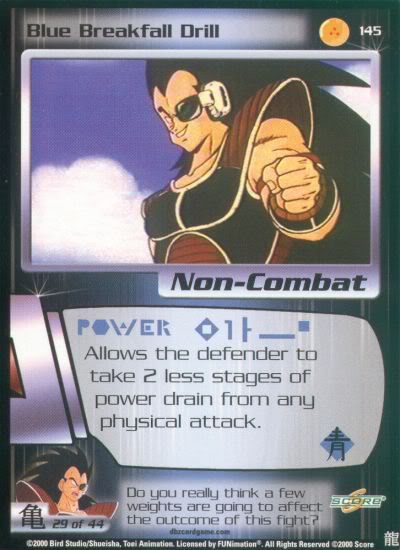 Blue Breakfall Drill
145
Non-Combat
POWER
Allows the defender to
take 2 less stages of
power drain from any
physical attack.
青
Do you really think a few
weights are going to affect
the outcome of this fight?
SCORE
亀
29 of 44
dbzcardgame.com
©2000 Bird Studio/Shueisha, Toei Animation. Licensed by FUNimation®. All Rights Reserved ©2000 Score
龍